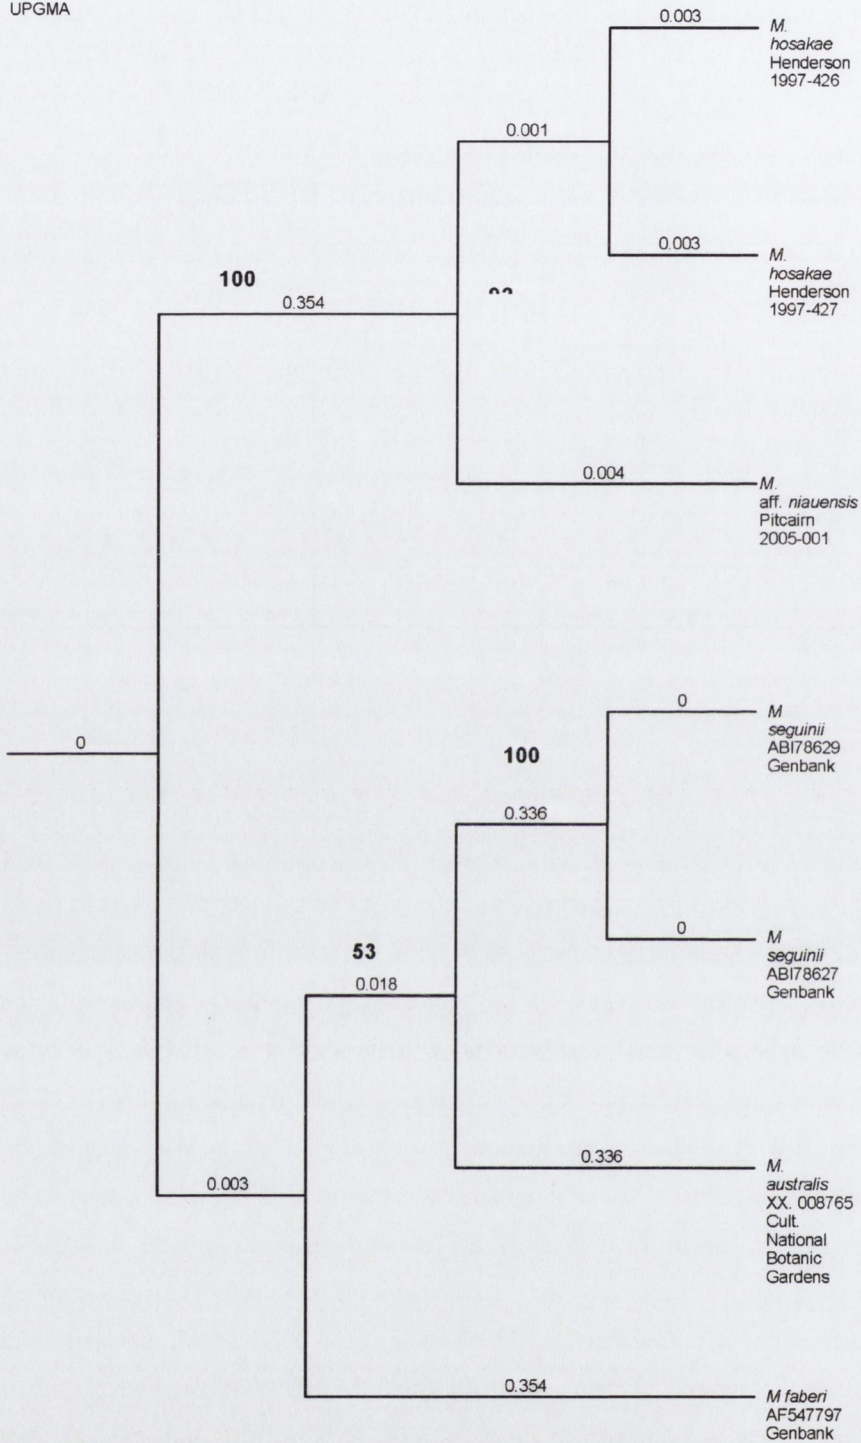 UPGMA
0.003
M.
hosakae
Henderson
1997-426
0.001
0.003
M.
hosakae
Henderson
1997-427
100
0.354
0.004
M.
aff. niauensis
Pitcairn
2005-001
0
M
seguinii
ABI78629
Genbank
0
100
0.336
0
M
seguinii
ABI78627
Genbank
53
0.018
0.336
M.
australis
XX. 008765
Cult.
National
Botanic
Gardens
0.003
0.354
M faberi
AF547797
Genbank